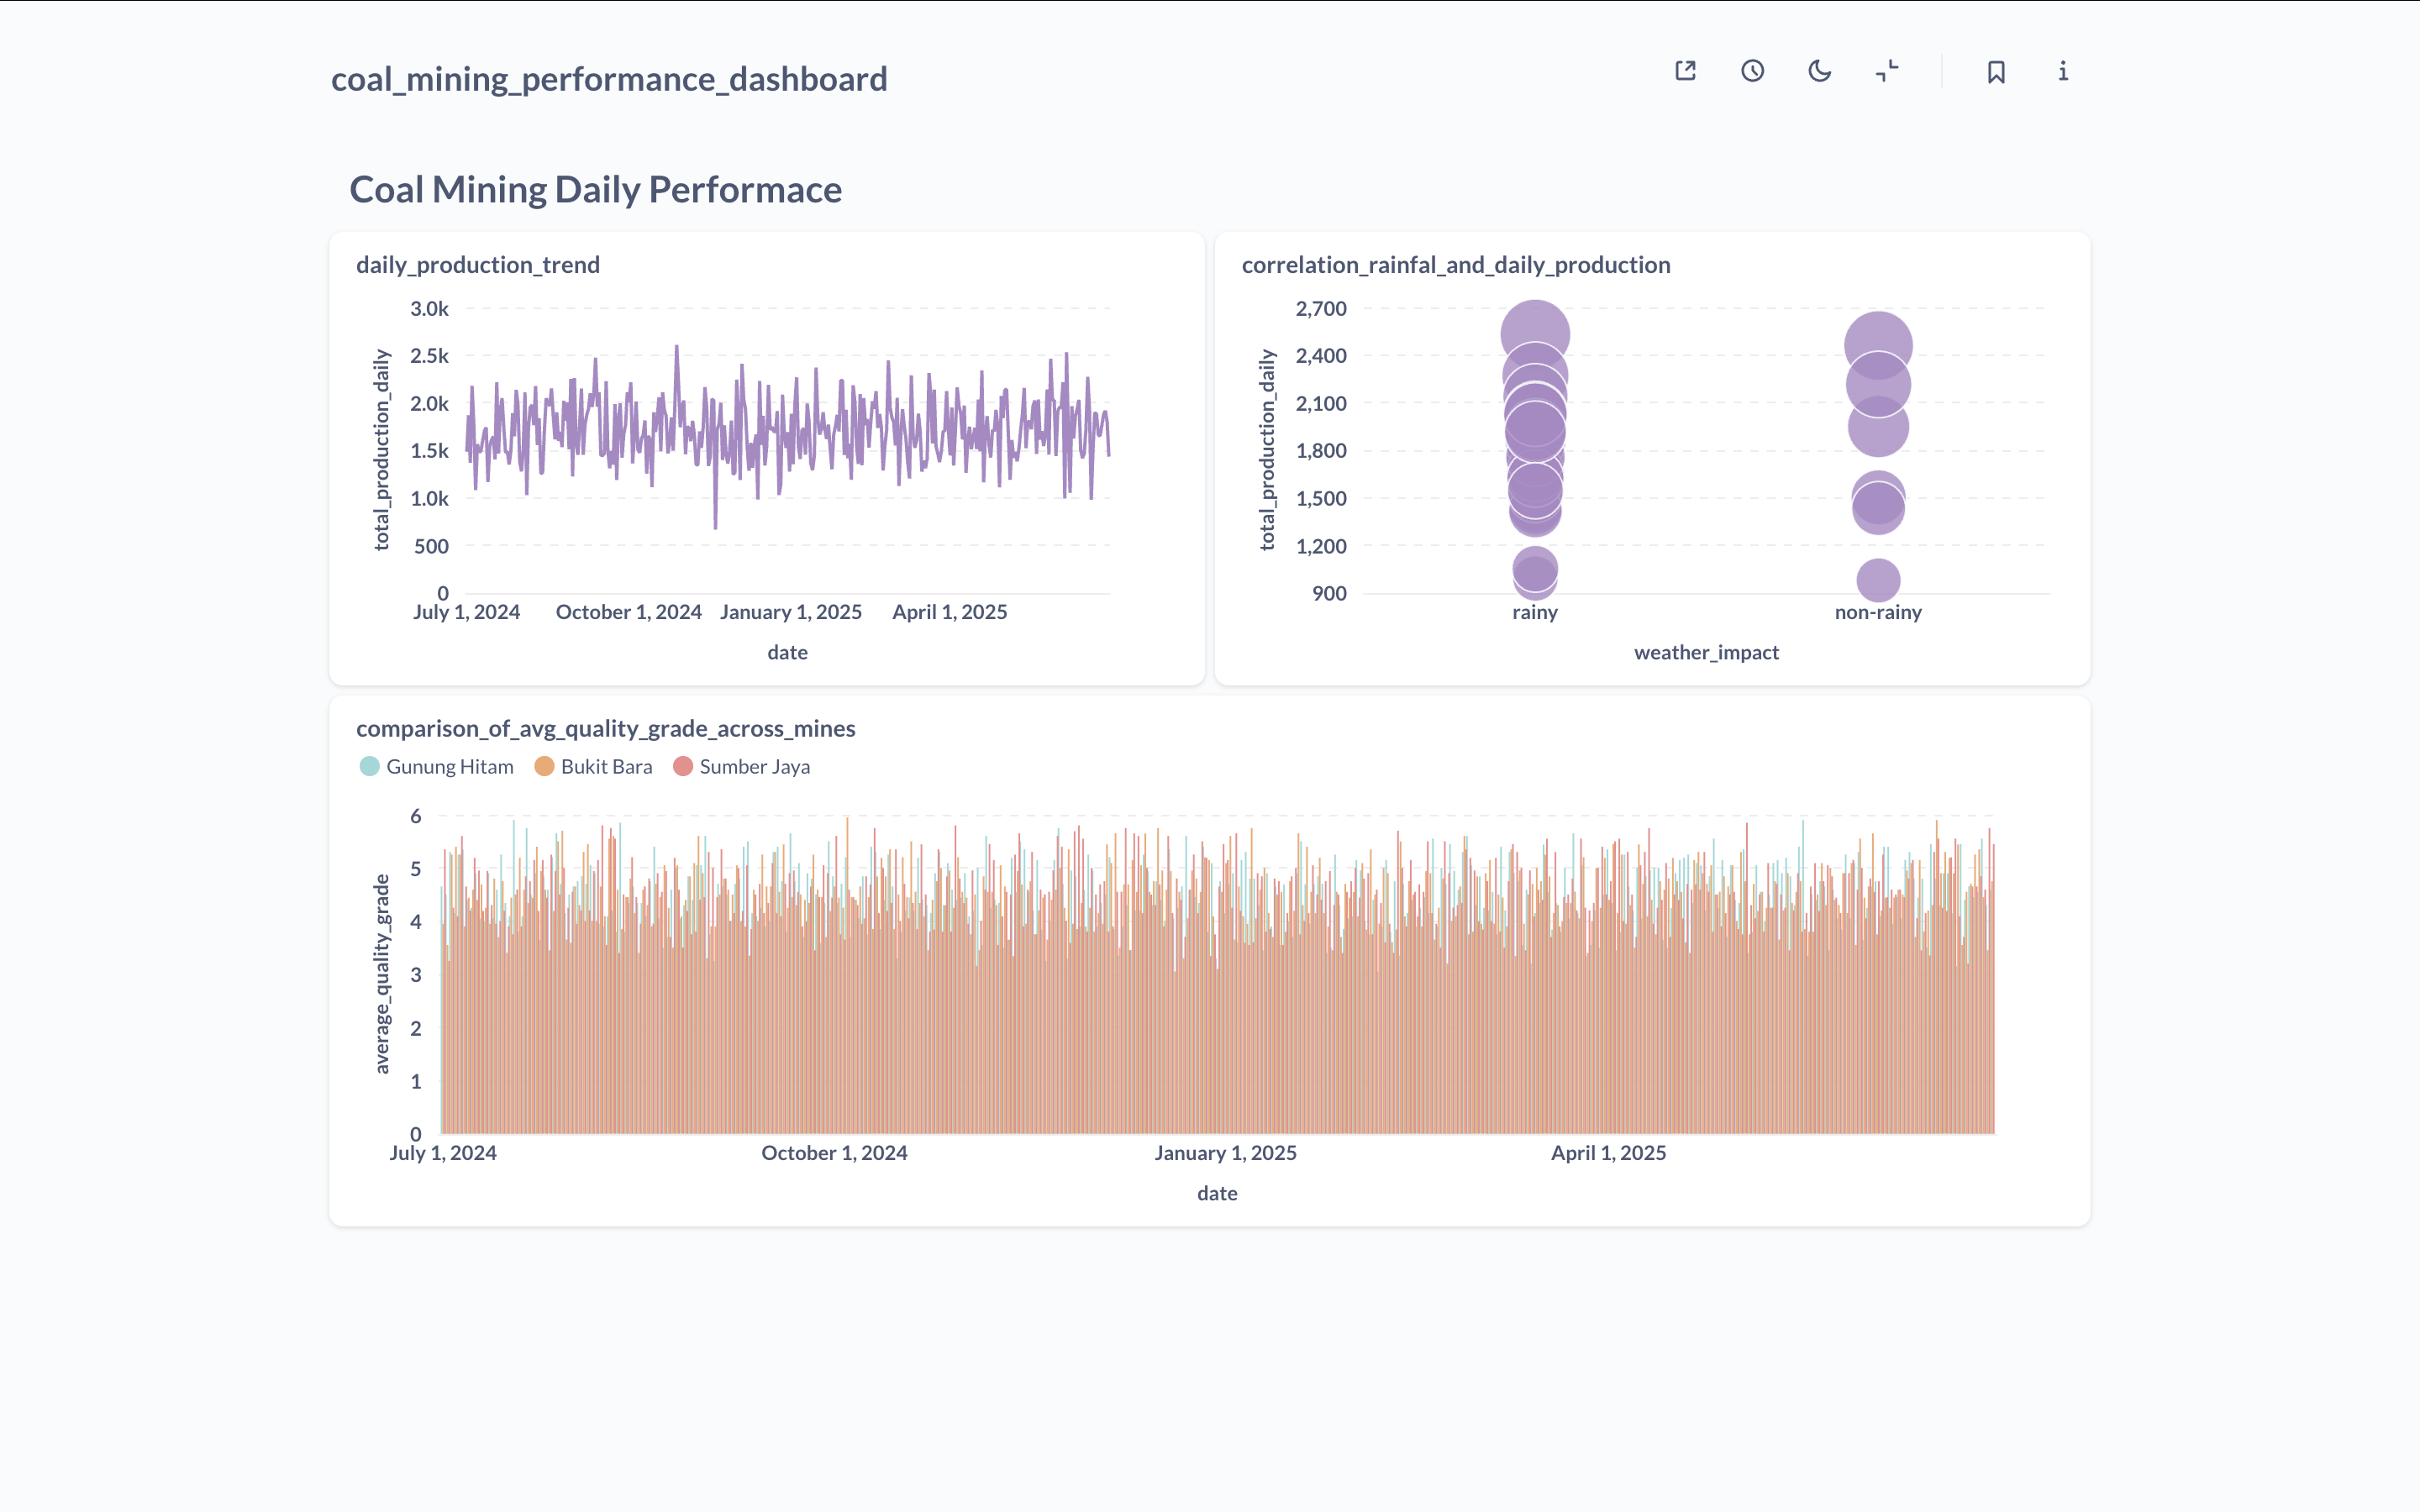 coal_mining_performance_dashboard
Coal Mining Daily Performace
daily_production_trend
3.0k
2.5k
2.0k
1.5k
1.0k
500
0
total_production_daily
July 1, 2024 October 1, 2024 January 1, 2025 April 1, 2025
date
correlation_rainfal_and_daily_production
2,700
2,400
2,100
1,800
1,500
1,200
900
total_production_daily
rainy non-rainy
weather_impact
comparison_of_avg_quality_grade_across_mines
Gunung Hitam Bukit Bara Sumber Jaya
6
5
4
3
2
1
0
average_quality_grade
July 1, 2024 October 1, 2024 January 1, 2025 April 1, 2025
date